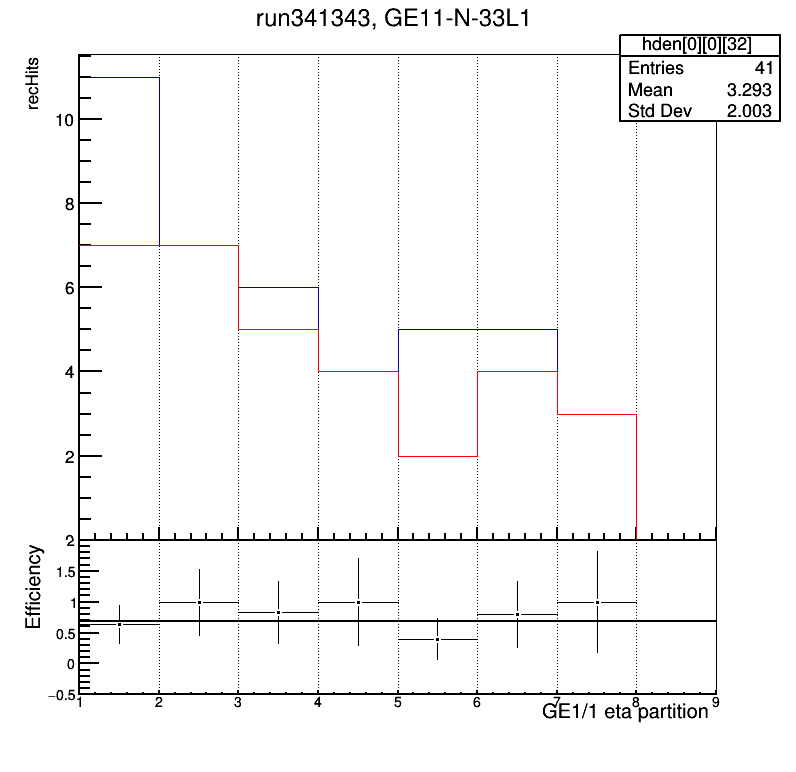 run341343, GE11-N-33L1
hden[0][0][32]
Entries 41
Mean 3.293
Std Dev 2.003
recHits
10
8
6
4
2
2
Efficiency
1.5
1
0.5
0
−0.5
1 2 3 4 5 6 7 8 9
GE1/1 eta partition